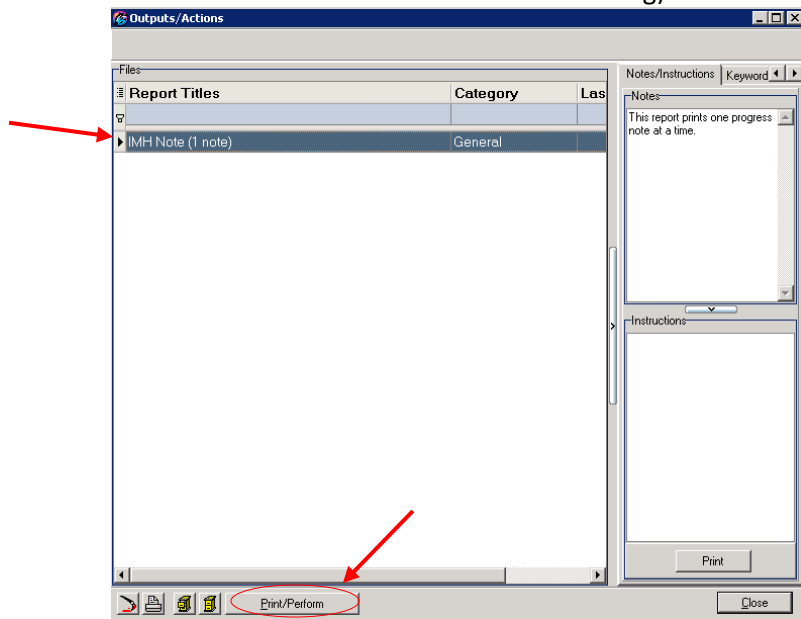 Outputs/Actions
Files
Report Titles Category Las
IMH Note (1 note) General
Notes/Instructions Keyword
Notes
This report prints one progress
note at a time.
Instructions
Print
Print/Perform
Close